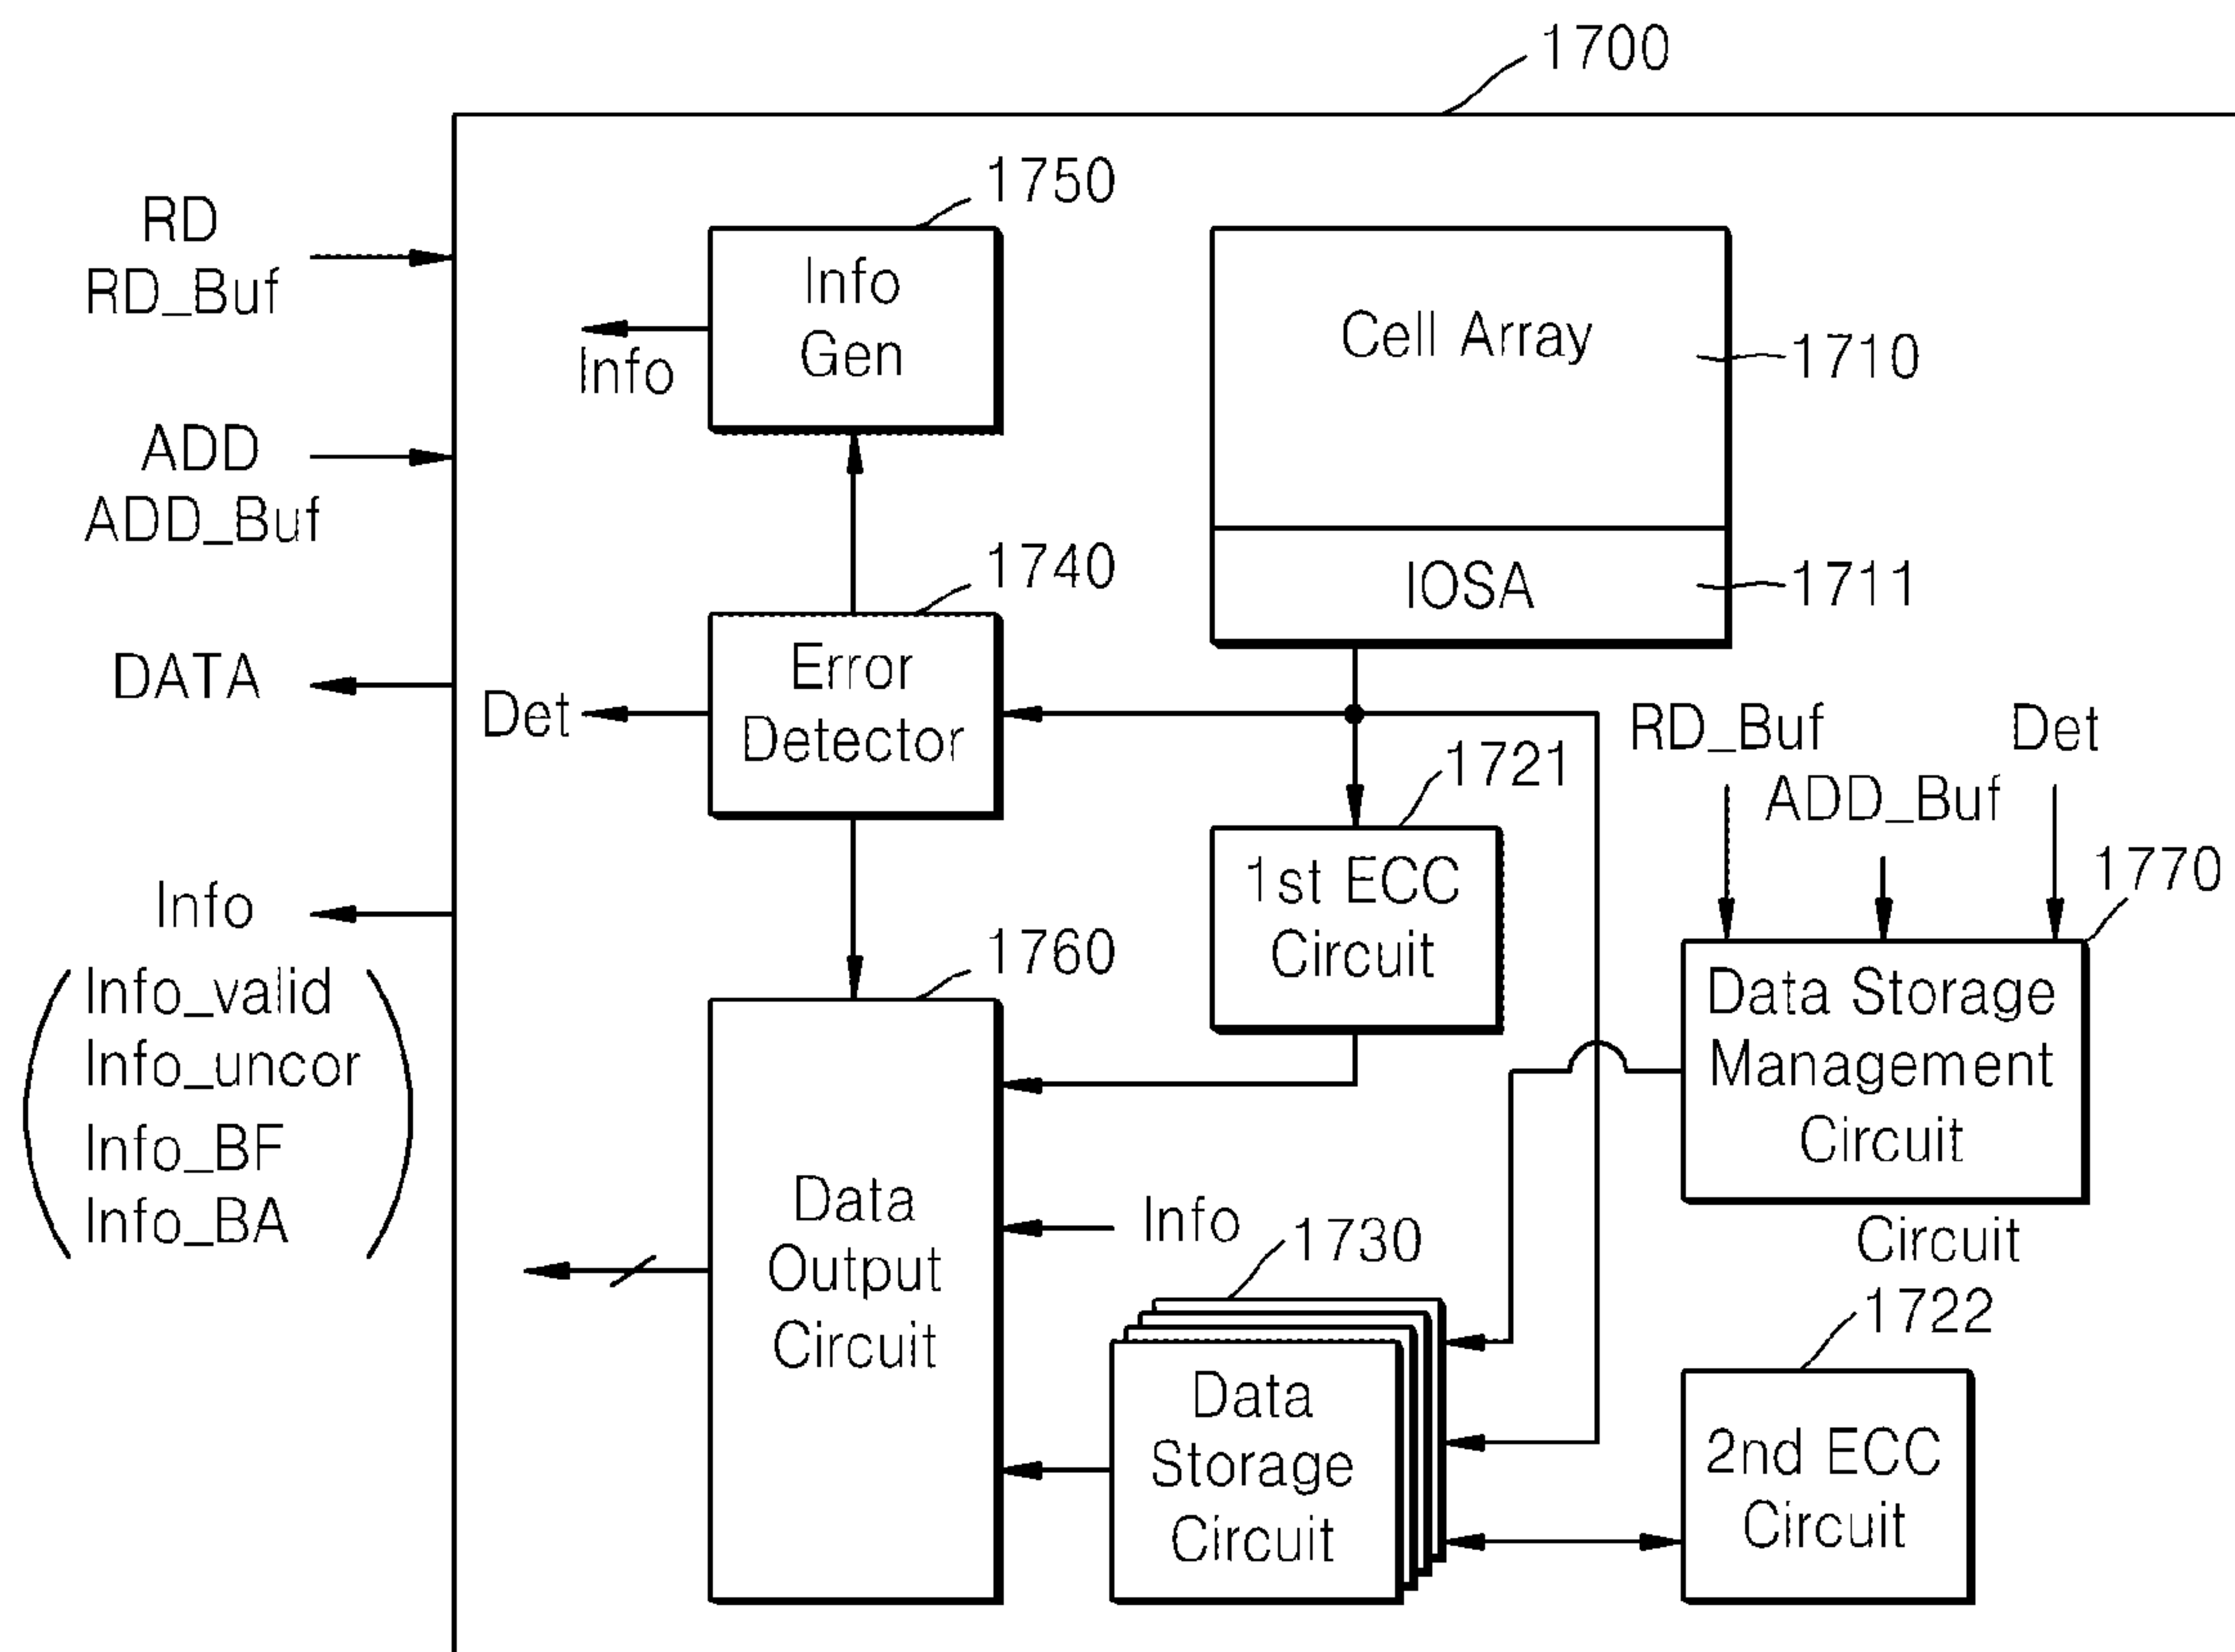 1700
RD
RD_Buf
ADD
ADD_Buf
DATA
Info
Info_valid
Info_uncor
Info_BF
Info_BA
1750
Info
Gen
Info
Cell Array
1710
IOSA
1711
1740
Error
Detector
Det
1721
1st ECC
Circuit
RD_Buf
Det
ADD_Buf
1770
Data Storage
Management
Circuit
1760
Data
Output
Circuit
Info
1730
Data
Storage
Circuit
Circuit
1722
2nd ECC
Circuit